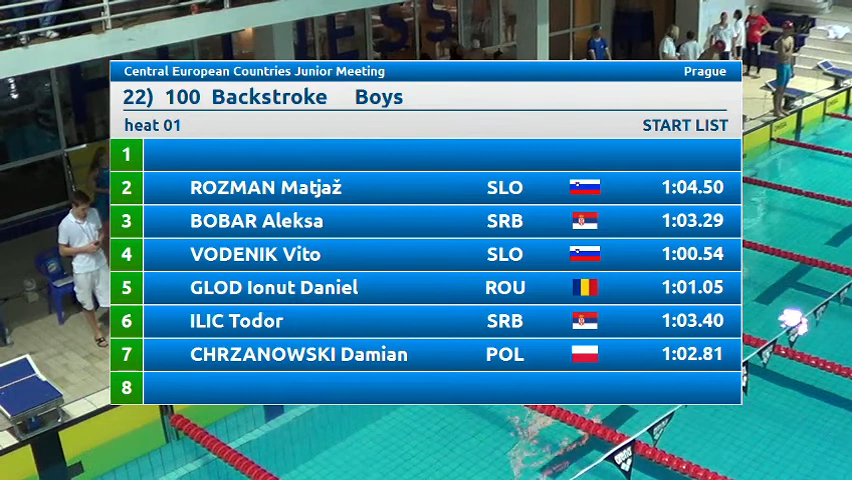 Central European Countries Junior Meeting Prague
22) 100 Backstroke Boys
heat 01 START LIST
1
2 ROZMAN Matjaž SLO 1:04.50
3 BOBAR Aleksa SRB 1:03.29
4 VODENIK Vito SLO 1:00.54
5 GLOD Ionut Daniel ROU 1:01.05
6 ILIC Todor SRB 1:03.40
7 CHRZANOWSKI Damian POL 1:02.81
8
arena